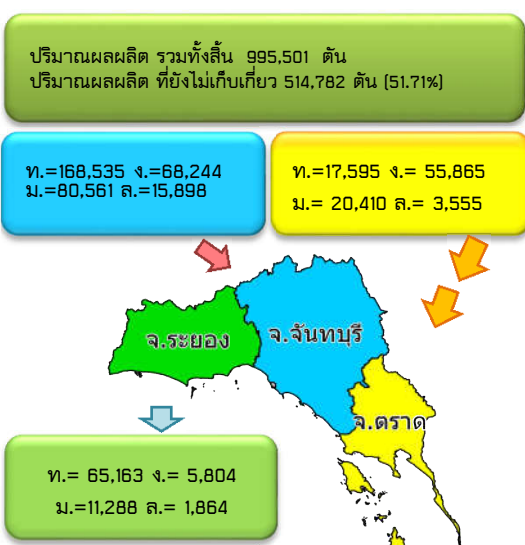 ปริมาณผลผลิต รวมทั้งสิ้น 995,501 ตัน
ปริมาณผลผลิต ที่ยังไม่เก็บเกี่ยว 514,782 ตัน (51.71%)
ท.=168,535 ง.=68,244
ม.=80,561 ล.=15,898
ท.=17,595 ง.= 55,865
ม.= 20,410 ล.= 3,555
จ.ระยอง
จ.จันทบุรี
จ.ตราด
ท.= 65,163 ง.= 5,804
ม.=11,288 ล.= 1,864